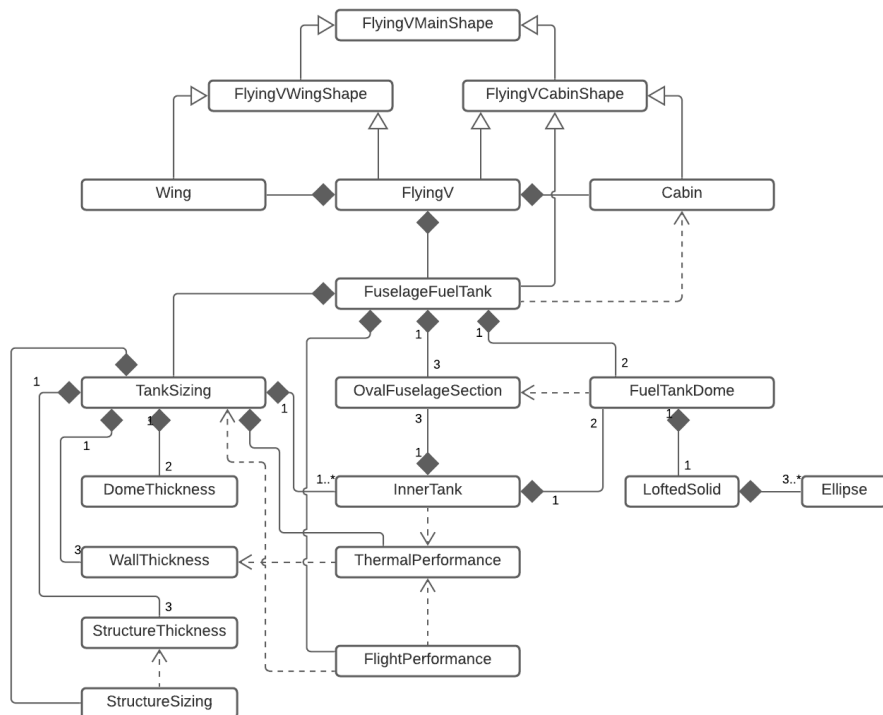 FlyingVMainShape
FlyingVWingShape
FlyingVCabinShape
Wing
FlyingV
Cabin
FuselageFuelTank
1
1
3
2
1
TankSizing
OvalFuselageSection
FuelTankDome
1
1
1
3
2
1
1
2
1
1..*
1
3..*
DomeThickness
InnerTank
LoftedSolid
Ellipse
1
3
WallThickness
ThermalPerformance
3
StructureThickness
FlightPerformance
StructureSizing